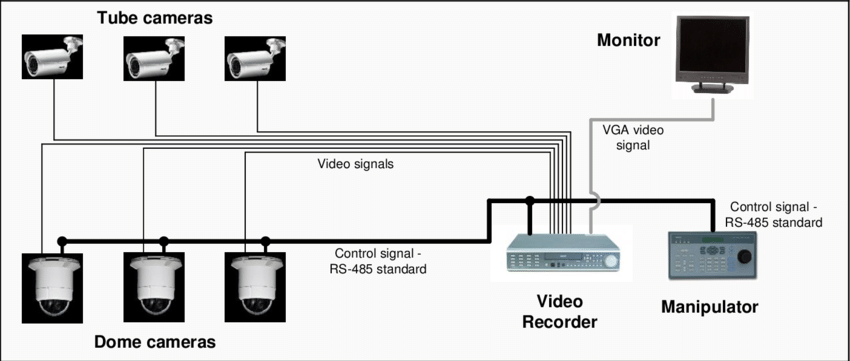 Tube cameras
Monitor
VGA video
signal
Video signals
Control signal -
RS-485 standard
Control signal -
RS-485 standard
Video
Recorder
Manipulator
Dome cameras